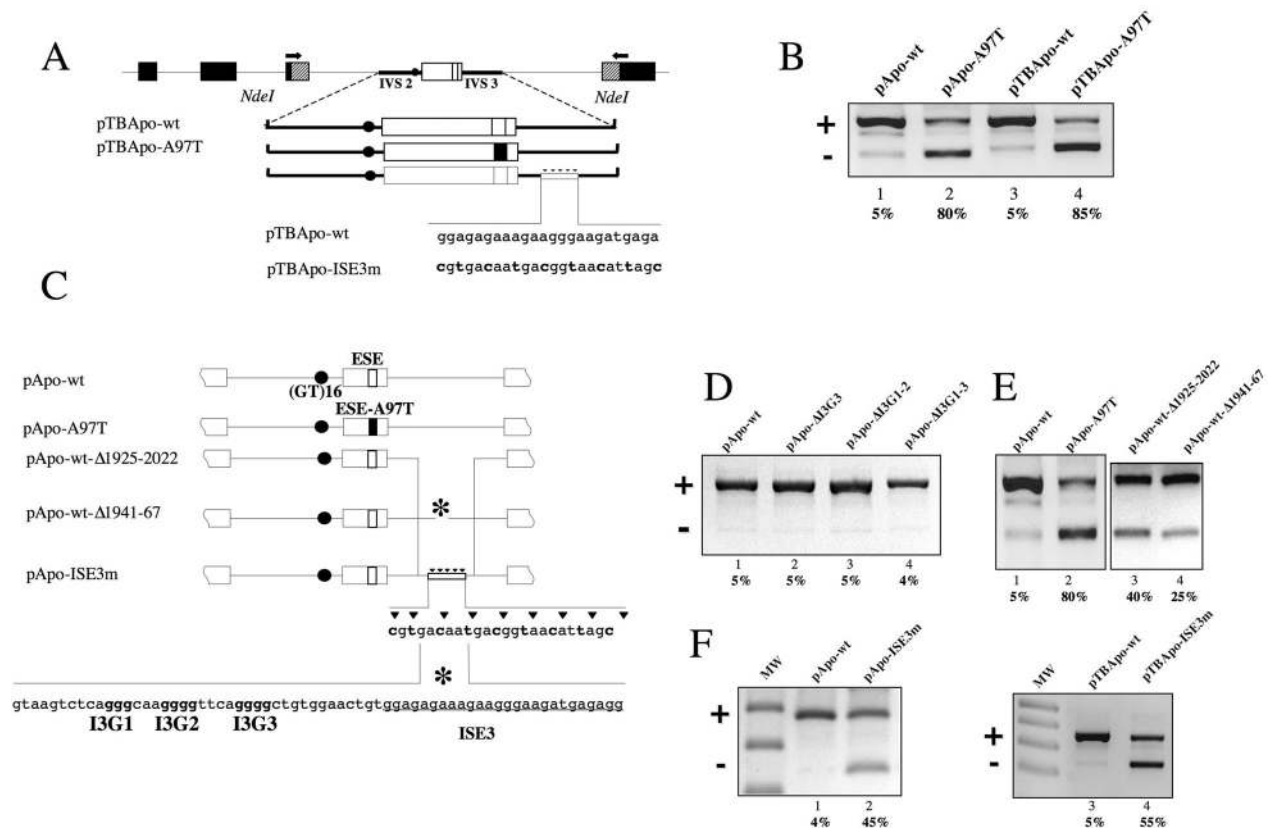 A
IVS 2
IVS 3
NdeI
NdeI
pTBApo-wt
pTBApo-A97T
pTBApo-wt
ggagagaaagaagggaagatgaga
pTBApo-ISE3m
cgtgacaatgacggtaacattagc
B
pApo-wt
pApo-A97T
pTBApo-wt
pTBApo-A97T
+
-
1 2 3 4
5% 80% 5% 85%
C
pApo-wt
ESE
(GT)16
pApo-A97T
ESE-A97T
pApo-wt-Δ1925-2022
pApo-wt-Δ1941-67
*
pApo-ISE3m
cgtgacaatgacggtaacattagc
*
gtaagtctcagggcaaggggttcaggggctgtggaactgtggagagaaagaagggaagatgagagg
I3G1 I3G2 I3G3
ISE3
D
pApo-wt
pApo-ΔI3G3
pApo-ΔI3G1-2
pApo-ΔI3G1-3
+
-
1 2 3 4
5% 5% 5% 4%
E
pApo-wt
pApo-A97T
pApo-wt-Δ1925-2022
pApo-wt-Δ1941-67
+
-
1 2 3 4
5% 80% 40% 25%
F
MW
pApo-wt
pApo-ISE3m
+
-
1 2
4% 45%
MW
pTBApo-wt
pTBApo-ISE3m
+
-
3 4
5% 55%